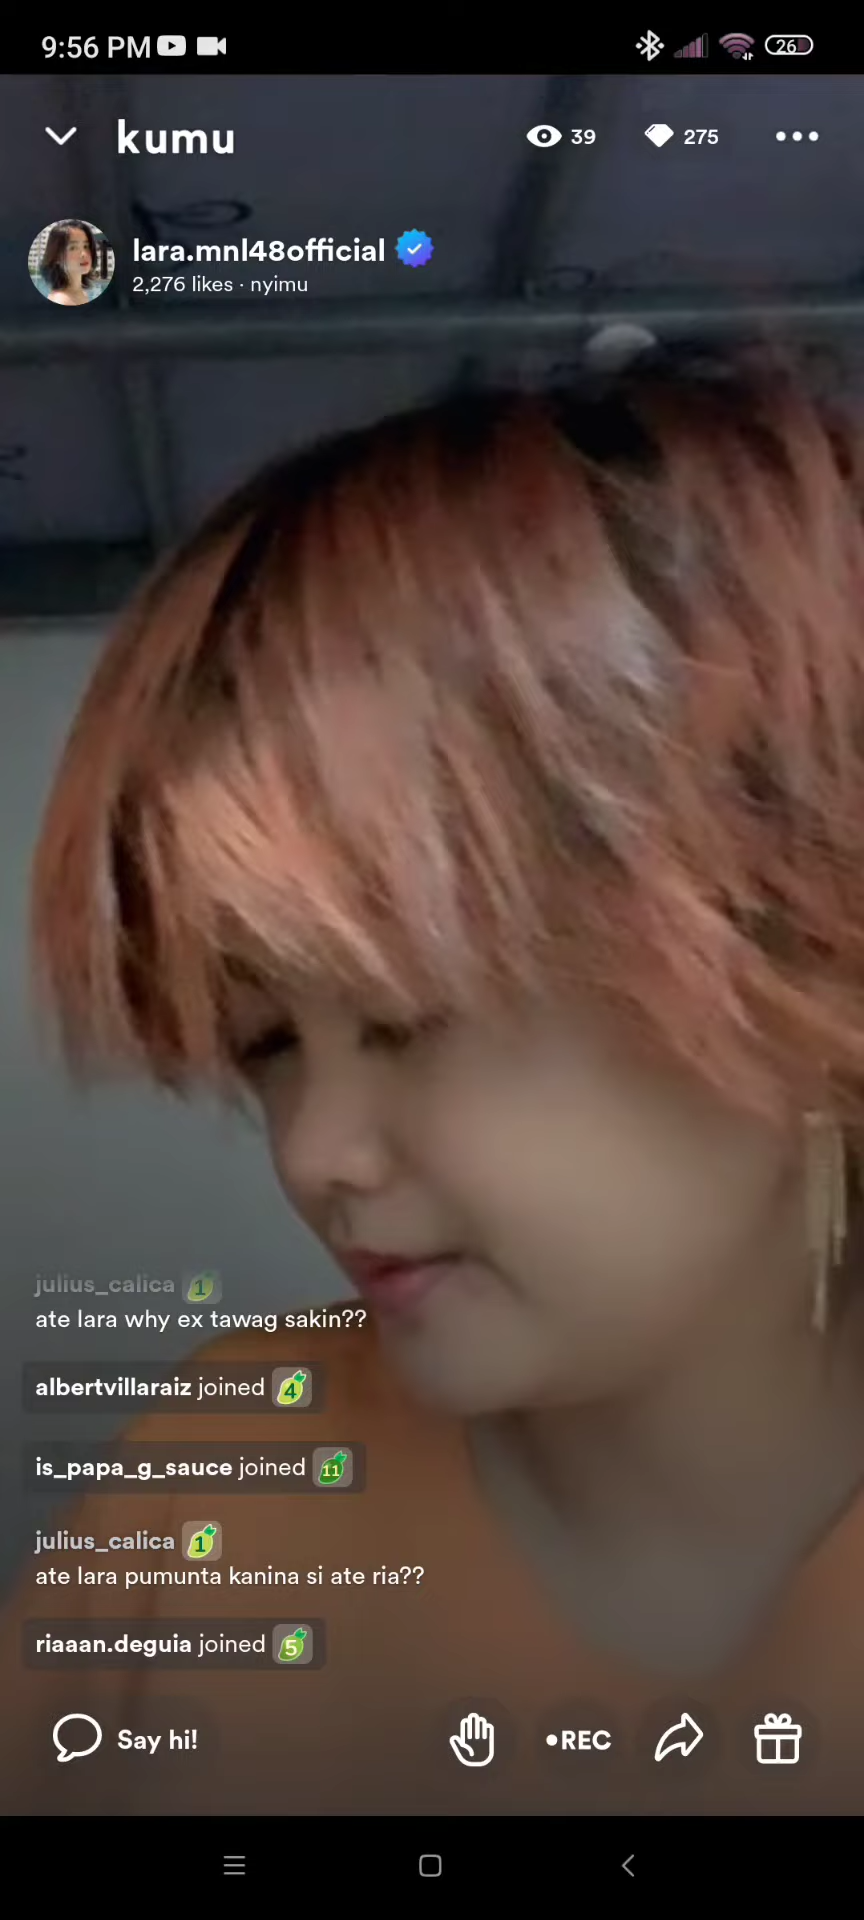 9:56 PM
26
kumu
39
275
lara.mnl48official
2,276 likes · nyimu
julius_calica 1
ate lara why ex tawag sakin??
albertvillaraiz joined 4
is_papa_g_sauce joined 11
julius_calica 1
ate lara pumunta kanina si ate ria??
riaaan.deguia joined 5
Say hi!
•REC